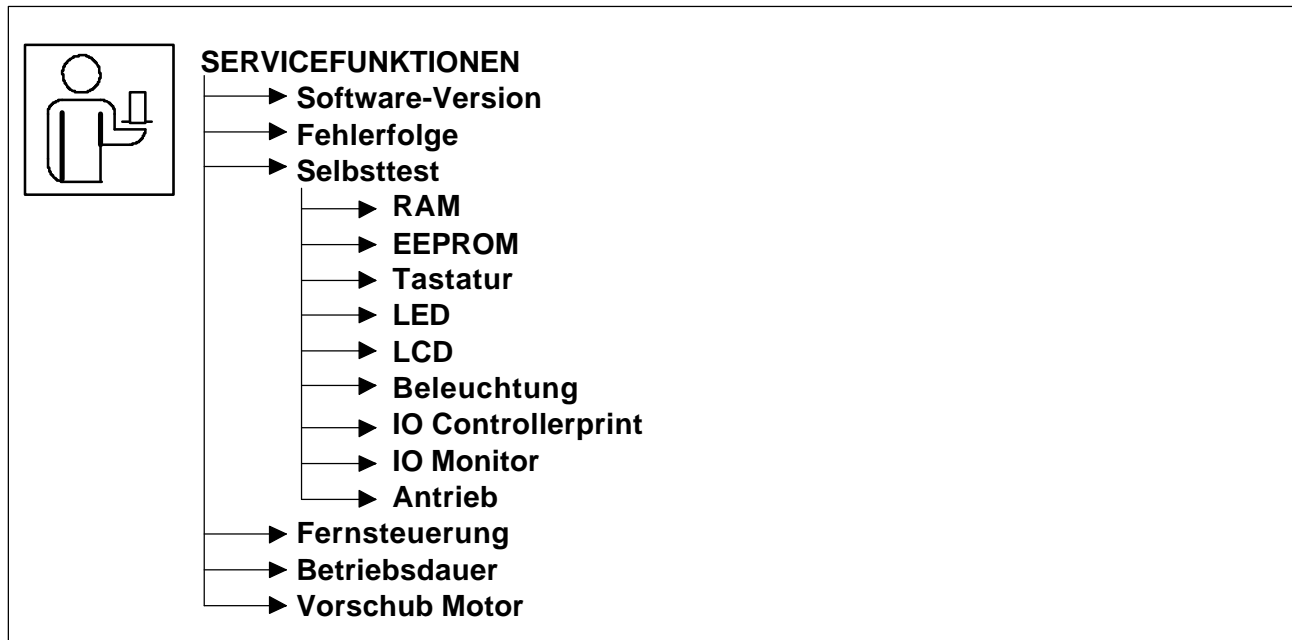 SERVICEFUNKTIONEN
Software-Version
Fehlerfolge
Selbsttest
RAM
EEPROM
Tastatur
LED
LCD
Beleuchtung
IO Controllerprint
IO Monitor
Antrieb
Fernsteuerung
Betriebsdauer
Vorschub Motor